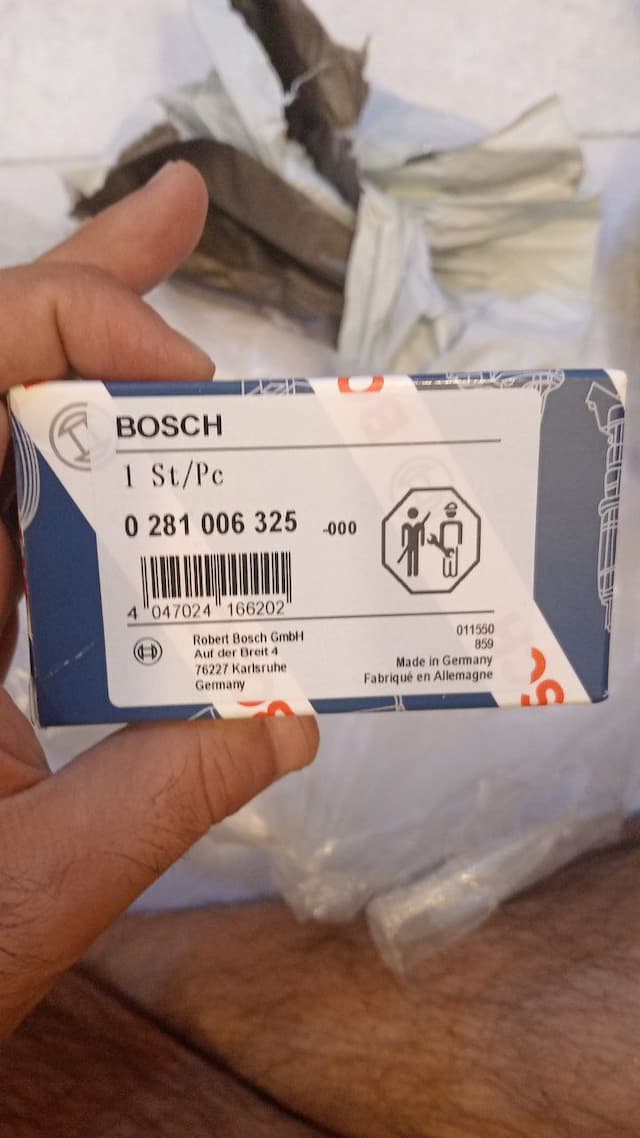 BOSCH
1 St/Pc
0 281 006 325 -000
4 047024 166202
Robert Bosch GmbH
Auf der Breit 4
76227 Karlsruhe
Germany
011550
859
Made in Germany
Fabriqué en Allemagne